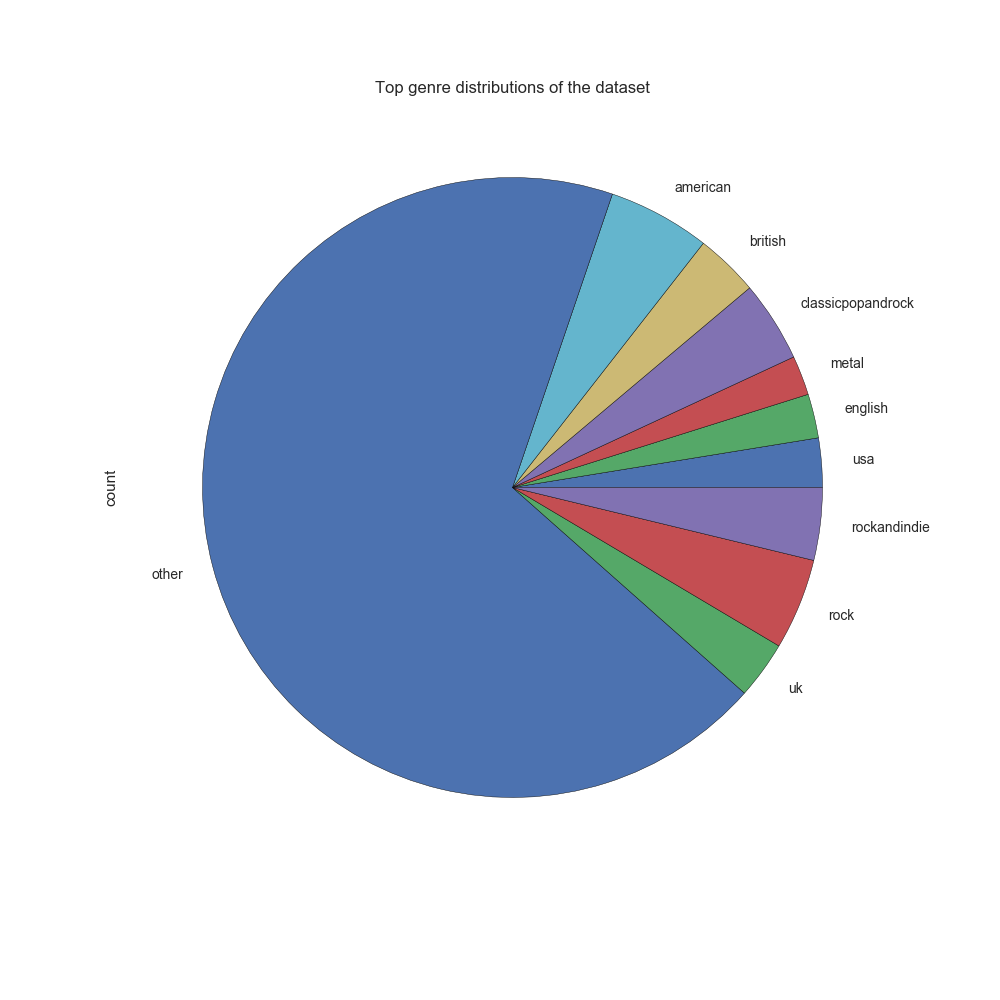 Top genre distributions of the dataset
american
british
classicpopandrock
metal
english
usa
count
rockandindie
other
rock
uk